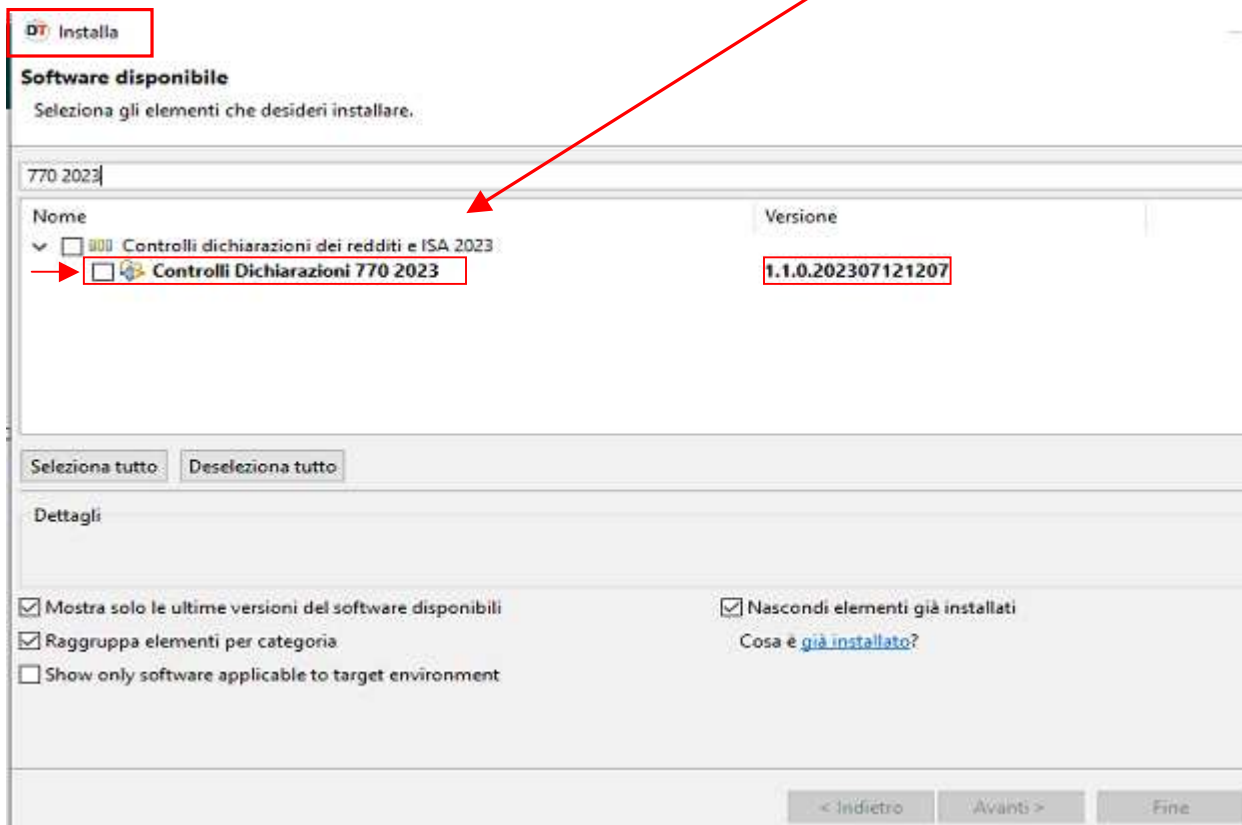 DT Installa
Software disponibile
Seleziona gli elementi che desideri installare.
770 2023
Nome Versione
Controlli dichiarazioni dei redditi e ISA 2023
Controlli Dichiarazioni 770 2023 1.1.0.202307121207
Seleziona tutto Deseleziona tutto
Dettagli
Mostra solo le ultime versioni del software disponibili Nascondi elementi già installati
Raggruppa elementi per categoria Cosa è già installato?
Show only software applicable to target environment
< Indietro Avanti > Fine